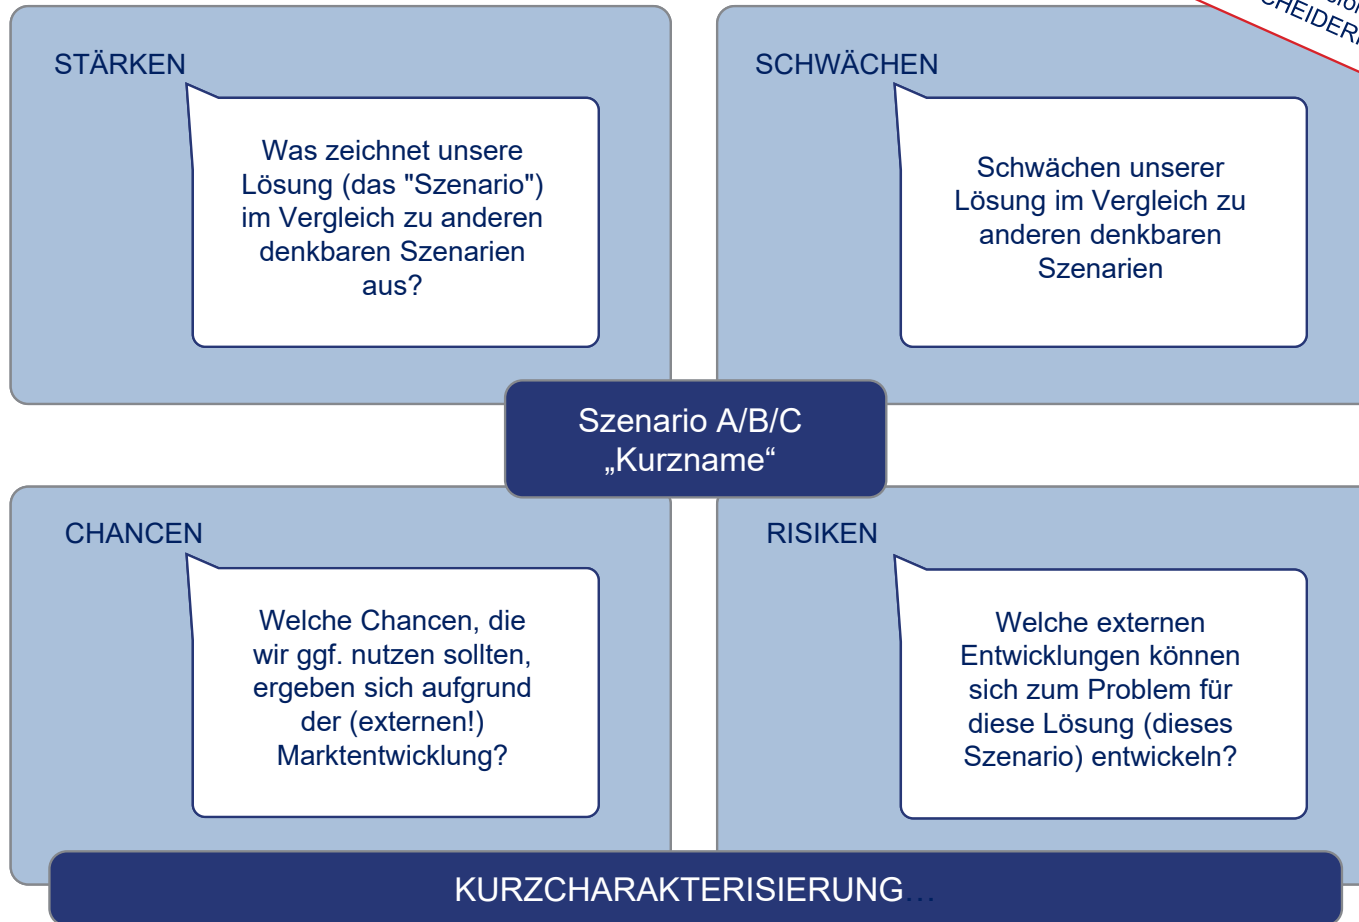 STÄRKEN
Was zeichnet unsere
Lösung (das "Szenario")
im Vergleich zu anderen
denkbaren Szenarien
aus?
SCHWÄCHEN
Schwächen unserer
Lösung im Vergleich zu
anderen denkbaren
Szenarien
Szenario A/B/C
„Kurzname“
CHANCEN
Welche Chancen, die
wir ggf. nutzen sollten,
ergeben sich aufgrund
der (externen!)
Marktentwicklung?
RISIKEN
Welche externen
Entwicklungen können
sich zum Problem für
diese Lösung (dieses
Szenario) entwickeln?
KURZCHARAKTERISIERUNG…